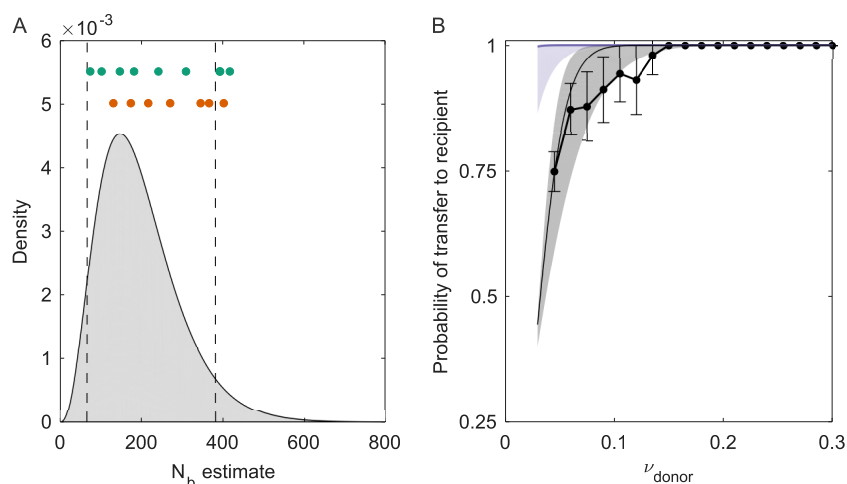 A
×10⁻³
6
5
4
3
2
1
0
0 200 400 600 800
Density
N_b estimate
B
1
0.75
0.5
0.25
0 0.1 0.2 0.3
Probability of transfer to recipient
ν_donor